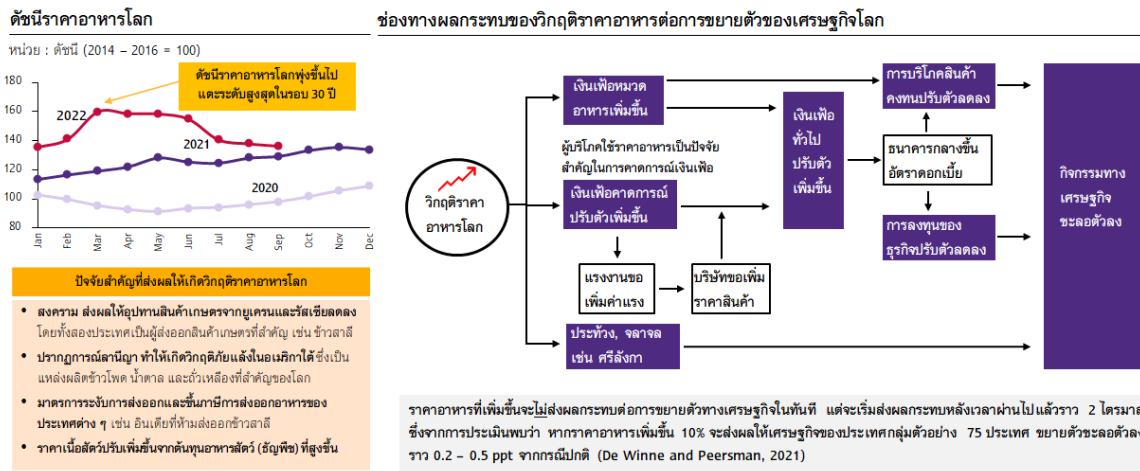 ดัชนีราคาอาหารโลก
หน่วย : ดัชนี (2014 – 2016 = 100)
180
160
140
120
100
80
ดัชนีราคาอาหารโลกพุ่งขึ้นไป
แตะระดับสูงสุดในรอบ 30 ปี
2022
2021
2020
Jan
Feb
Mar
Apr
May
Jun
Jul
Aug
Sep
Oct
Nov
Dec
ปัจจัยสำคัญที่ส่งผลให้เกิดวิกฤติราคาอาหารโลก
• สงคราม ส่งผลให้อุปทานสินค้าเกษตรจากยูเครนและรัสเซียลดลง
โดยทั้งสองประเทศเป็นผู้ส่งออกสินค้าเกษตรที่สำคัญ เช่น ข้าวสาลี
• ปรากฏการณ์ลานีญา ทำให้เกิดวิกฤติภัยแล้งในอเมริกาใต้ ซึ่งเป็น
แหล่งผลิตข้าวโพด น้ำตาล และถั่วเหลืองที่สำคัญของโลก
• มาตรการระงับการส่งออกและขึ้นภาษีการส่งออกอาหารของ
ประเทศต่าง ๆ เช่น อินเดียที่ห้ามส่งออกข้าวสาลี
• ราคาเนื้อสัตว์ปรับเพิ่มขึ้นจากต้นทุนอาหารสัตว์ (ธัญพืช) ที่สูงขึ้น
ช่องทางผลกระทบของวิกฤติราคาอาหารต่อการขยายตัวของเศรษฐกิจโลก
วิกฤติราคา
อาหารโลก
เงินเฟ้อหมวด
อาหารเพิ่มขึ้น
ผู้บริโภคใช้ราคาอาหารเป็นปัจจัย
สำคัญในการคาดการณ์เงินเฟ้อ
เงินเฟ้อคาดการณ์
ปรับตัวเพิ่มขึ้น
แรงงานขอ
เพิ่มค่าแรง
บริษัทขอเพิ่ม
ราคาสินค้า
ประท้วง, จลาจล
เช่น ศรีลังกา
เงินเฟ้อ
ทั่วไป
ปรับตัว
เพิ่มขึ้น
การบริโภคสินค้า
คงทนปรับตัวลดลง
ธนาคารกลางขึ้น
อัตราดอกเบี้ย
การลงทุนของ
ธุรกิจปรับตัวลดลง
กิจกรรมทาง
เศรษฐกิจ
ชะลอตัวลง
ราคาอาหารที่เพิ่มขึ้นจะไม่ส่งผลกระทบต่อการขยายตัวทางเศรษฐกิจในทันที แต่จะเริ่มส่งผลกระทบหลังเวลาผ่านไปแล้วราว 2 ไตรมาส
ซึ่งจากการประเมินพบว่า หากราคาอาหารเพิ่มขึ้น 10% จะส่งผลให้เศรษฐกิจของประเทศกลุ่มตัวอย่าง 75 ประเทศ ขยายตัวชะลอตัวลง
ราว 0.2 – 0.5 ppt จากกรณีปกติ (De Winne and Peersman, 2021)